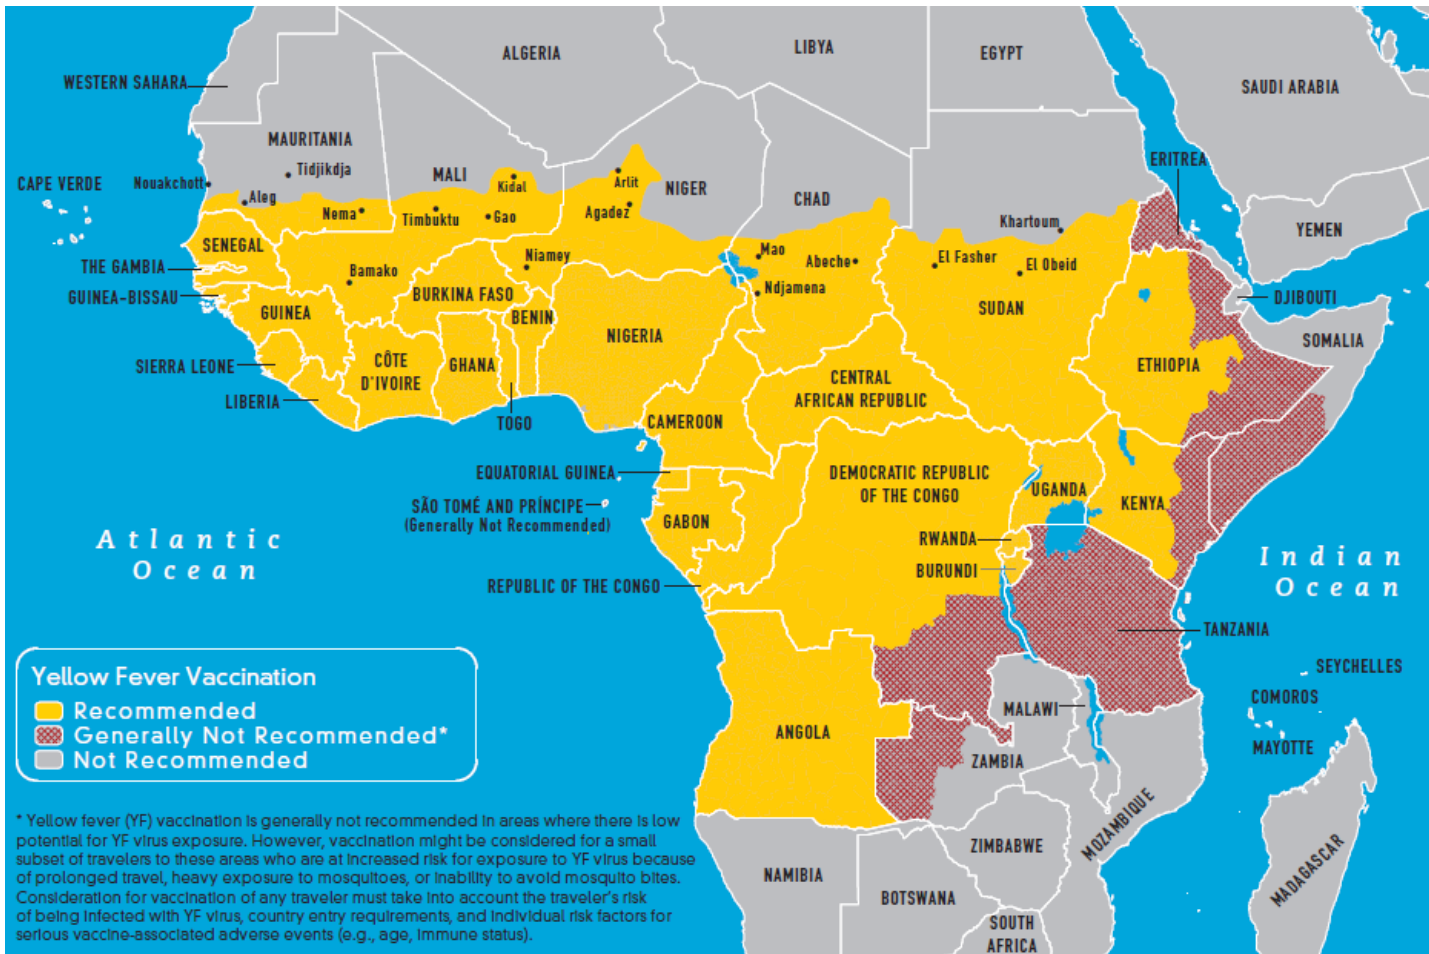 ALGERIA
LIBYA
EGYPT
WESTERN SAHARA
SAUDI ARABIA
MAURITANIA
Tidjikdja
ERITREA
CAPE VERDE
Nouakchott
MALI
Kidal
Arlit
NIGER
Aleg
CHAD
Nema
Timbuktu
Gao
Agadez
Khartoum
YEMEN
SENEGAL
Mao
Niamey
Abeche
El Fasher
El Obeid
THE GAMBIA
Bamako
Ndjamena
GUINEA-BISSAU
BURKINA FASO
DJIBOUTI
GUINEA
BENIN
SUDAN
NIGERIA
SOMALIA
SIERRA LEONE
CÔTE
D'IVOIRE
GHANA
ETHIOPIA
CENTRAL
AFRICAN REPUBLIC
LIBERIA
TOGO
CAMEROON
EQUATORIAL GUINEA
DEMOCRATIC REPUBLIC
OF THE CONGO
UGANDA
KENYA
SÃO TOMÉ AND PRÍNCIPE
(Generally Not Recommended)
GABON
RWANDA
Atlantic
Ocean
BURUNDI
Indian
Ocean
REPUBLIC OF THE CONGO
TANZANIA
SEYCHELLES
COMOROS
MALAWI
ANGOLA
MAYOTTE
ZAMBIA
MOZAMBIQUE
ZIMBABWE
MADAGASCAR
NAMIBIA
BOTSWANA
SOUTH
AFRICA
Yellow Fever Vaccination
Recommended
Generally Not Recommended*
Not Recommended
* Yellow fever (YF) vaccination is generally not recommended in areas where there is low
potential for YF virus exposure. However, vaccination might be considered for a small
subset of travelers to these areas who are at increased risk for exposure to YF virus because
of prolonged travel, heavy exposure to mosquitoes, or inability to avoid mosquito bites.
Consideration for vaccination of any traveler must take into account the traveler's risk
of being infected with YF virus, country entry requirements, and individual risk factors for
serious vaccine-associated adverse events (e.g., age, immune status).